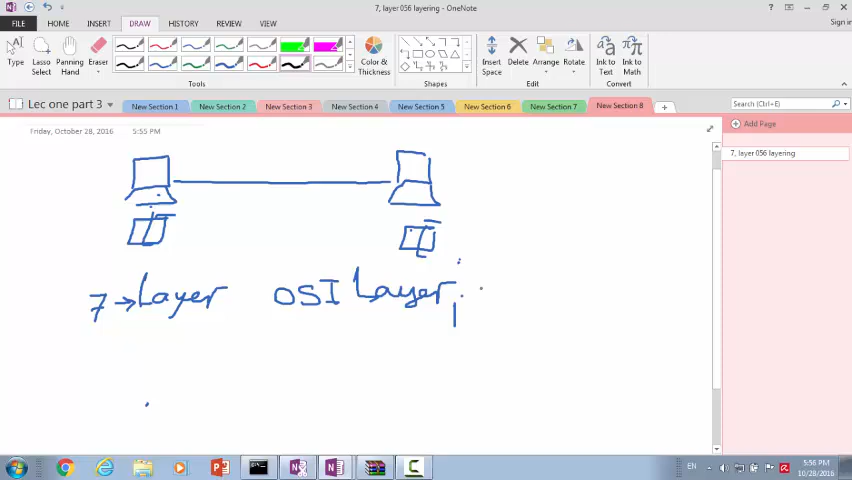 7, layer 056 layering - OneNote
FILE HOME INSERT DRAW HISTORY REVIEW VIEW
Sign in
Type Lasso Select Panning Hand Eraser Color & Thickness Insert Space Delete Arrange Rotate Ink to Text Ink to Math
Tools Shapes Edit Convert
Lec one part 3 New Section 1 New Section 2 New Section 3 New Section 4 New Section 5 New Section 6 New Section 7 New Section 8 Search (Ctrl+E)
Add Page
Friday, October 28, 2016 5:55 PM
7, layer 056 layering
7 → Layer OSI Layer
EN 5:56 PM
10/28/2016